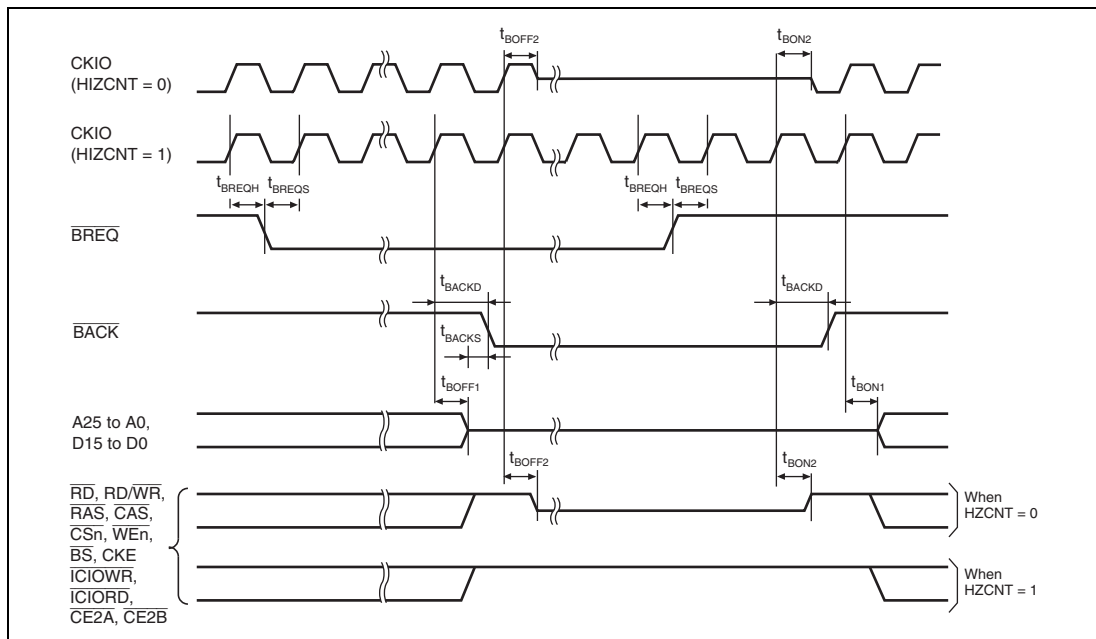 tBOFF2
tBON2
CKIO
(HIZCNT = 0)
CKIO
(HIZCNT = 1)
tBREQH
tBREQS
tBREQH
tBREQS
BREQ
tBACKD
tBACKD
BACK
tBACKS
tBOFF1
tBON1
A25 to A0,
D15 to D0
tBOFF2
tBON2
RD, RD/WR,
RAS, CAS,
CSn, WEn,
BS, CKE
ICIOWR,
ICIORD,
CE2A, CE2B
When
HZCNT = 0
When
HZCNT = 1